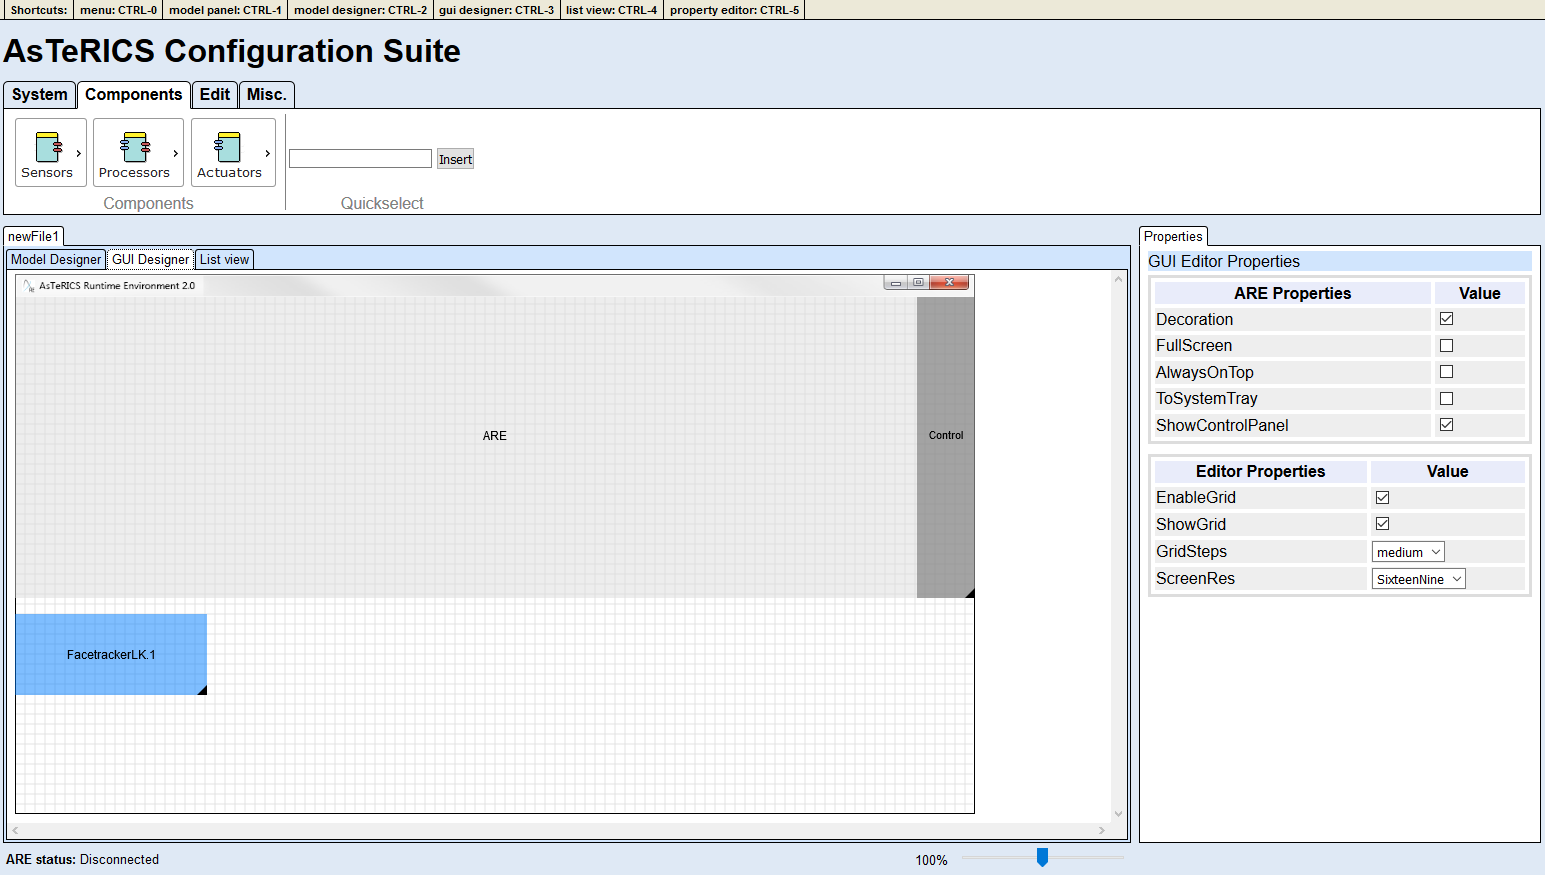 Shortcuts: menu: CTRL-0 model panel: CTRL-1 model designer: CTRL-2 gui designer: CTRL-3 list view: CTRL-4 property editor: CTRL-5
AsTeRICS Configuration Suite
System Components Edit Misc.
Sensors Processors Actuators
Insert
Components Quickselect
newFile1
Model Designer GUI Designer List view
AsTeRICS Runtime Environment 2.0
ARE
Control
FacetrackerLK.1
Properties
GUI Editor Properties
ARE Properties Value
Decoration
FullScreen
AlwaysOnTop
ToSystemTray
ShowControlPanel
Editor Properties Value
EnableGrid
ShowGrid
GridSteps medium
ScreenRes SixteenNine
ARE status: Disconnected
100%